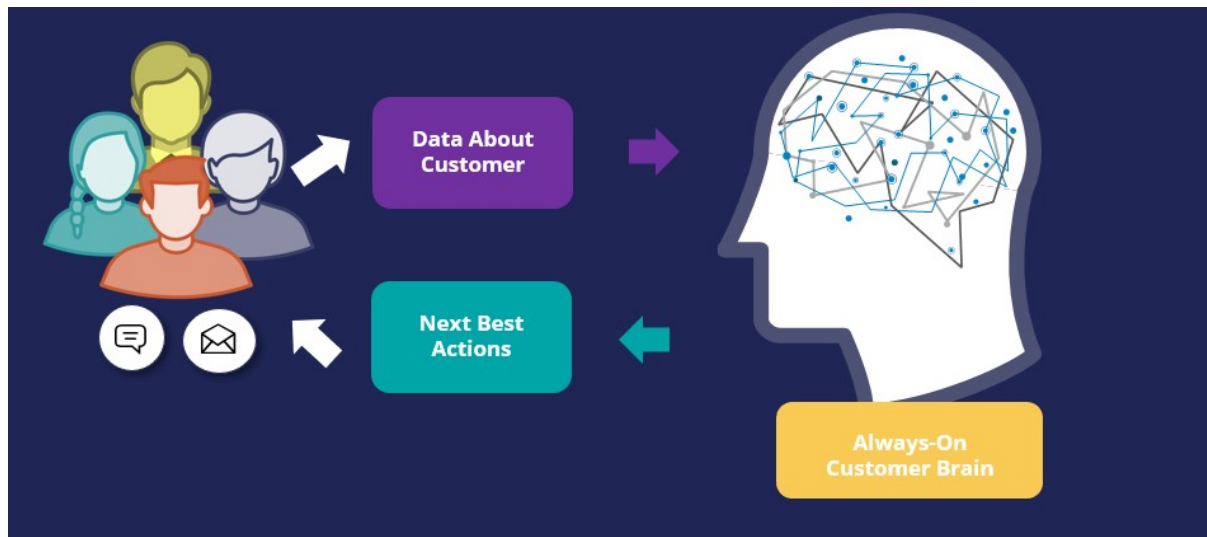 Data About
Customer
Next Best
Actions
Always-On
Customer Brain